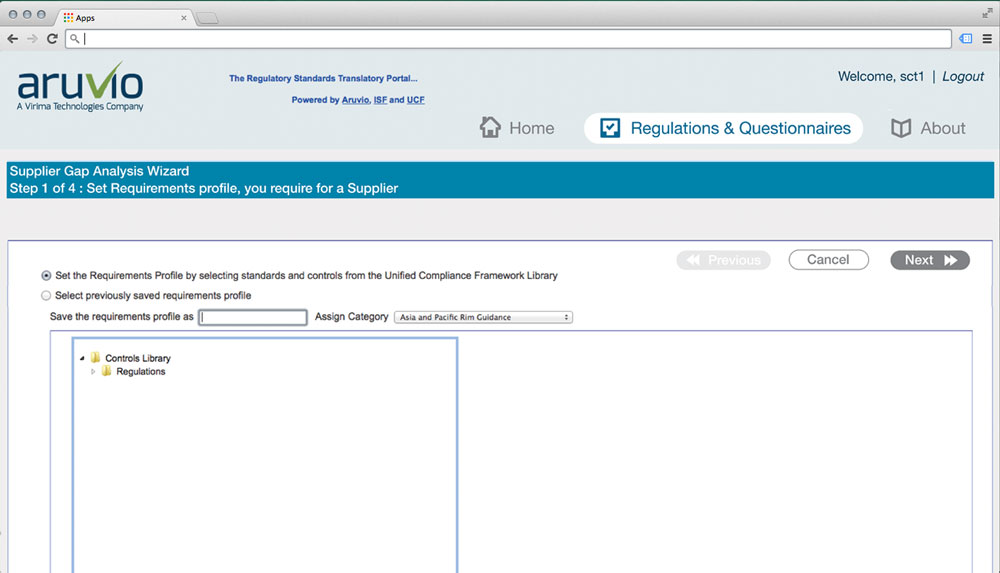 Apps
aruvio
A Virima Technologies Company
The Regulatory Standards Translatory Portal...
Powered by Aruvio, ISF and UCF
Welcome, sct1 | Logout
Home
Regulations & Questionnaires
About
Supplier Gap Analysis Wizard
Step 1 of 4 : Set Requirements profile, you require for a Supplier
Previous
Cancel
Next
Set the Requirements Profile by selecting standards and controls from the Unified Compliance Framework Library
Select previously saved requirements profile
Save the requirements profile as
Assign Category
Asia and Pacific Rim Guidance
Controls Library
Regulations